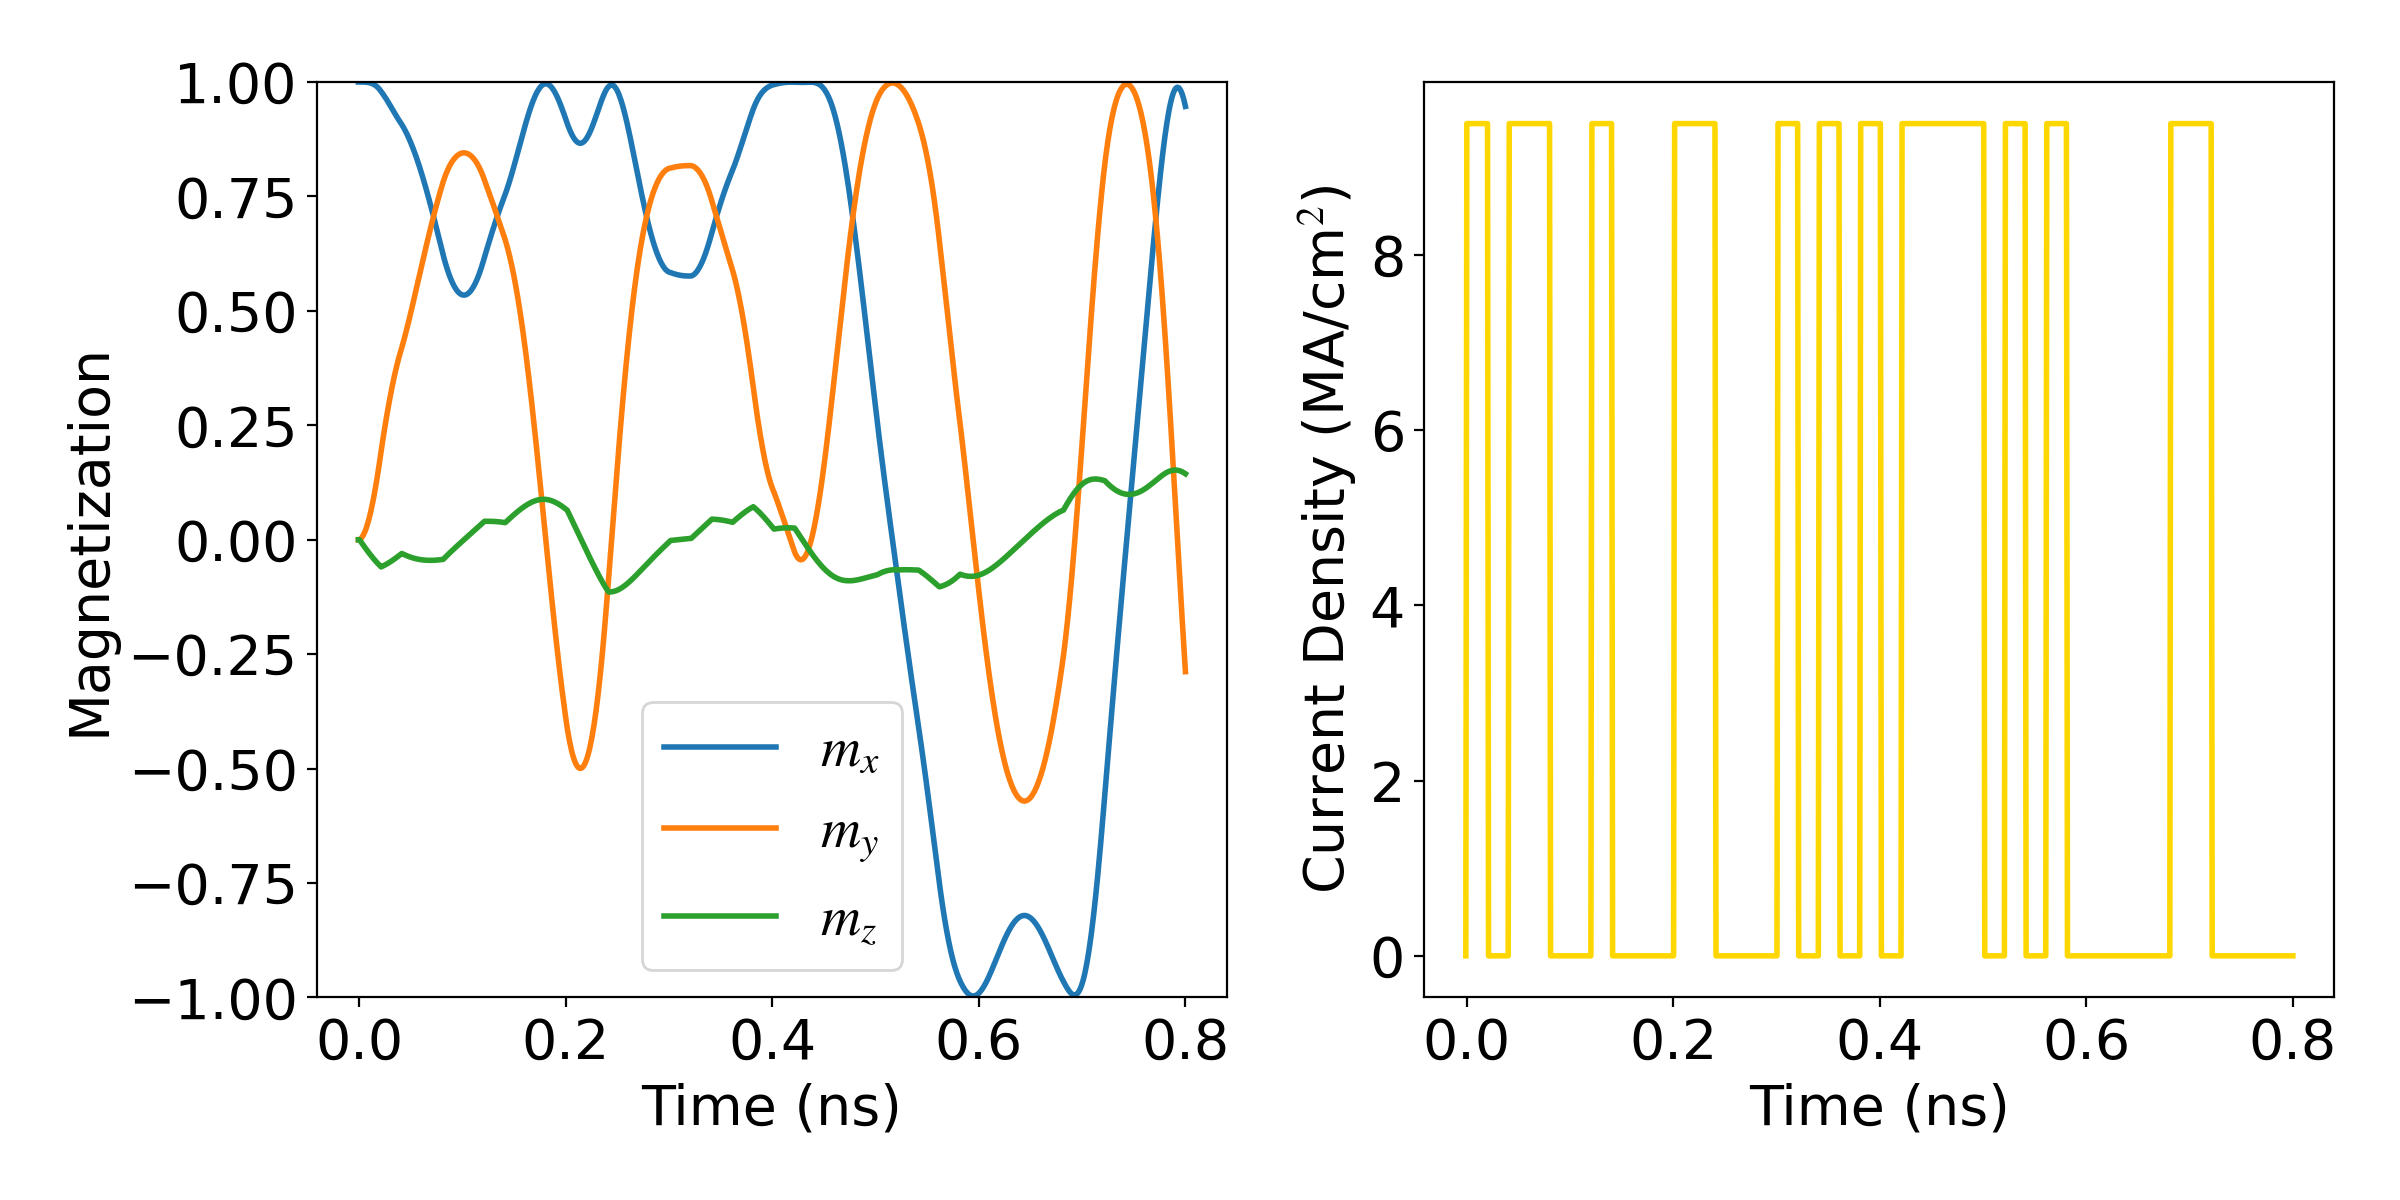 Magnetization
1.00
0.75
0.50
0.25
0.00
−0.25
−0.50
−0.75
−1.00
m_x
m_y
m_z
0.0 0.2 0.4 0.6 0.8
Time (ns)
Current Density (MA/cm²)
8
6
4
2
0
0.0 0.2 0.4 0.6 0.8
Time (ns)